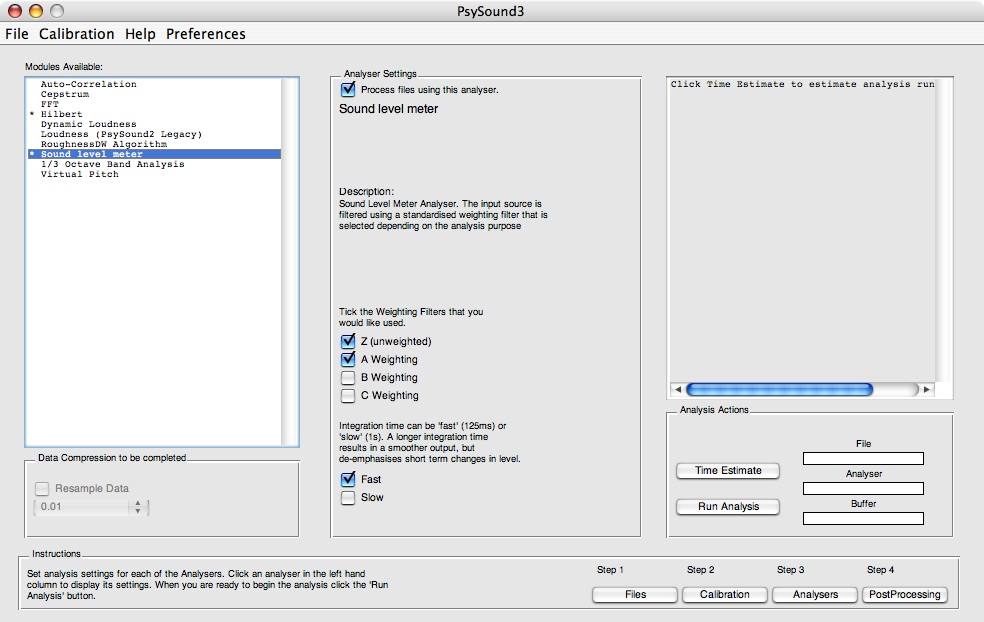 PsySound3
File Calibration Help Preferences
Modules Available:
Auto-Correlation
Cepstrum
FFT
* Hilbert
Dynamic Loudness
Loudness (PsySound2 Legacy)
RoughnessDW Algorithm
* Sound level meter
1/3 Octave Band Analysis
Virtual Pitch
Data Compression to be completed
Resample Data
0.01
Analyser Settings
Process files using this analyser.
Sound level meter
Description:
Sound Level Meter Analyser. The input source is
filtered using a standardised weighting filter that is
selected depending on the analysis purpose
Tick the Weighting Filters that you
would like used.
Z (unweighted)
A Weighting
B Weighting
C Weighting
Integration time can be 'fast' (125ms) or
'slow' (1s). A longer integration time
results in a smoother output, but
de-emphasises short term changes in level.
Fast
Slow
Click Time Estimate to estimate analysis run
Analysis Actions
Time Estimate
Run Analysis
File
Analyser
Buffer
Instructions
Set analysis settings for each of the Analysers. Click an analyser in the left hand
column to display its settings. When you are ready to begin the analysis click the 'Run
Analysis' button.
Step 1 Step 2 Step 3 Step 4
Files Calibration Analysers PostProcessing